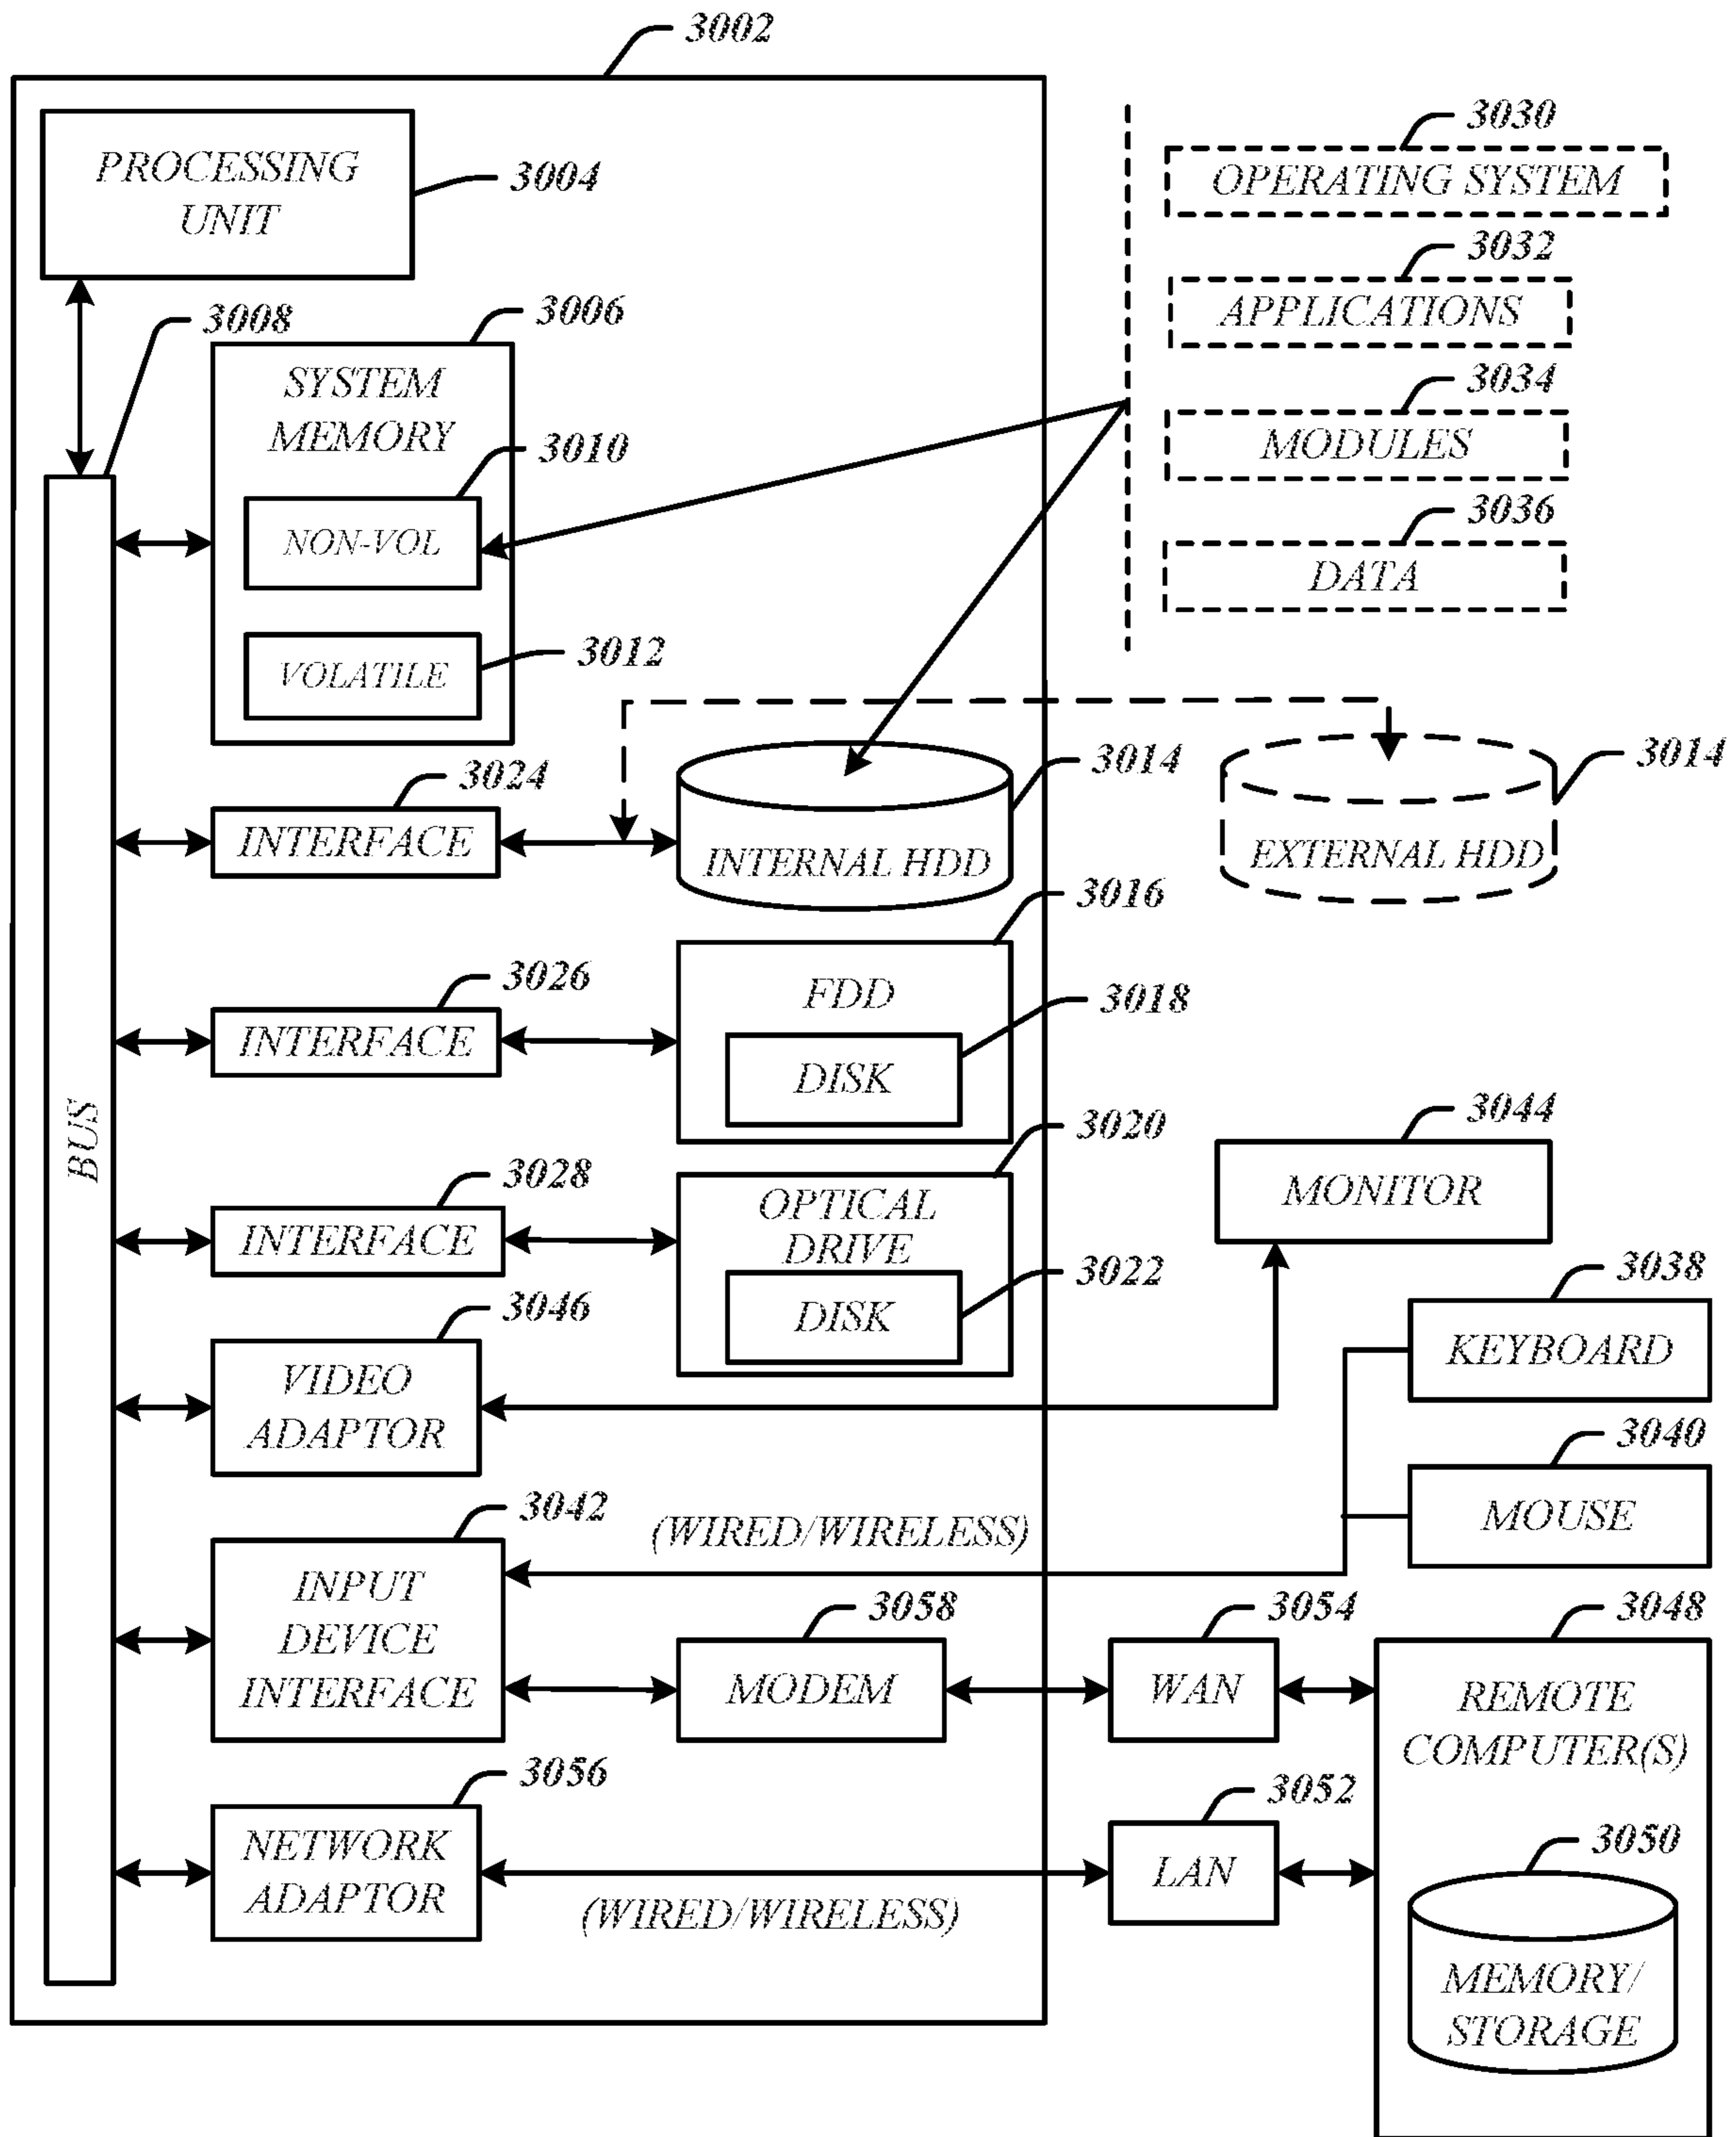 3002
PROCESSING
UNIT
3004
3008
3006
SYSTEM
MEMORY
3010
NON-VOL
3012
VOLATILE
3030
OPERATING SYSTEM
3032
APPLICATIONS
3034
MODULES
3036
DATA
BUS
3024
INTERFACE
3014
INTERNAL HDD
3014
EXTERNAL HDD
3026
INTERFACE
3016
FDD
3018
DISK
3028
INTERFACE
3020
OPTICAL
DRIVE
3022
DISK
3044
MONITOR
3046
VIDEO
ADAPTOR
3038
KEYBOARD
3040
MOUSE
3042
INPUT
DEVICE
INTERFACE
(WIRED/WIRELESS)
3058
MODEM
3054
WAN
3048
REMOTE
COMPUTER(S)
3056
NETWORK
ADAPTOR
(WIRED/WIRELESS)
3052
LAN
3050
MEMORY/
STORAGE